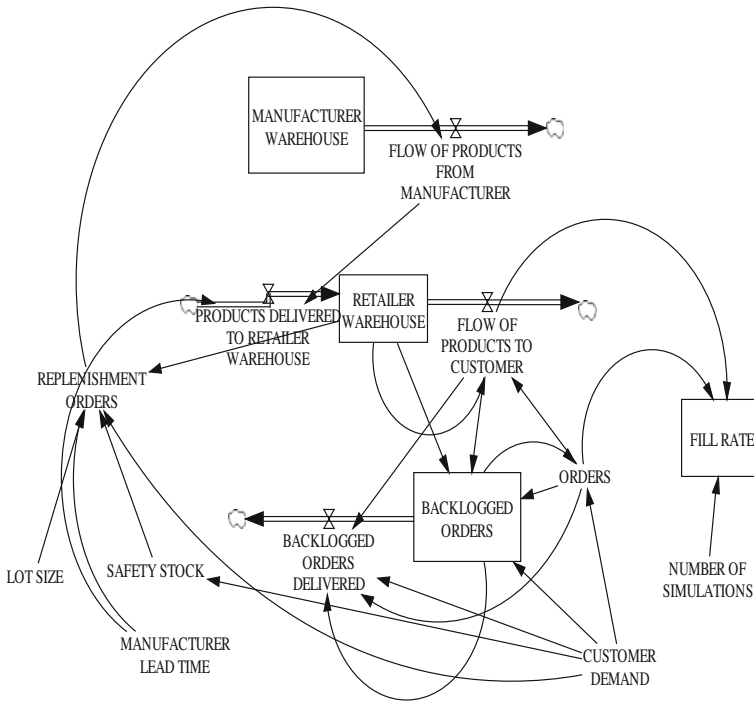 MANUFACTURER
WAREHOUSE
FLOW OF PRODUCTS
FROM
MANUFACTURER
PRODUCTS DELIVERED
TO RETAILER
WAREHOUSE
RETAILER
WAREHOUSE
FLOW OF
PRODUCTS TO
CUSTOMER
REPLENISHMENT
ORDERS
FILL RATE
BACKLOGGED
ORDERS
ORDERS
BACKLOGGED
ORDERS
DELIVERED
LOT SIZE
SAFETY STOCK
NUMBER OF
SIMULATIONS
MANUFACTURER
LEAD TIME
CUSTOMER
DEMAND